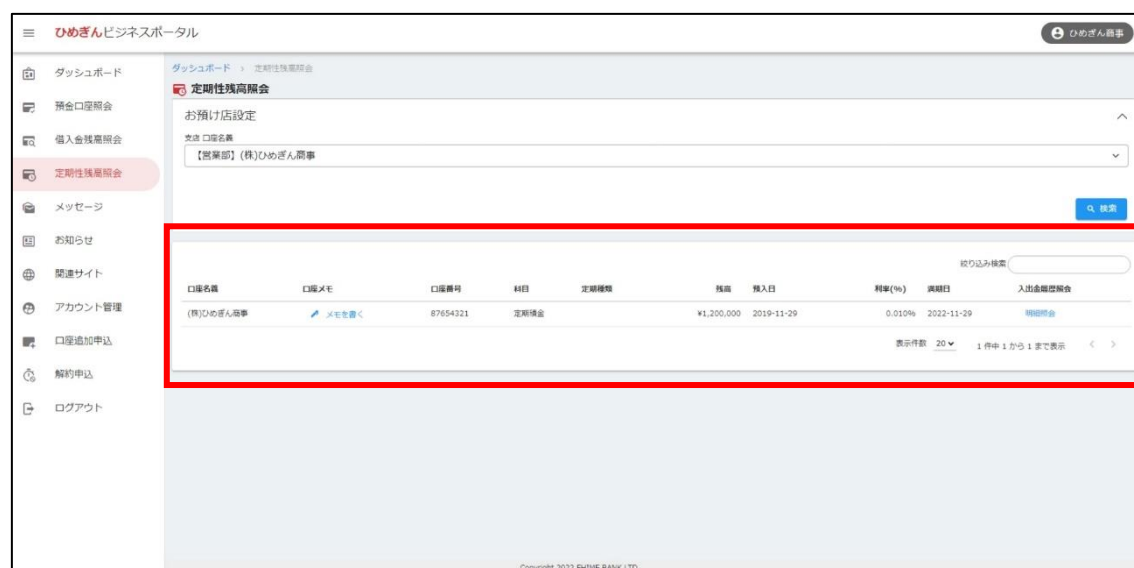 ひめぎんビジネスポータル
ひめぎん商事
ダッシュボード
預金口座照会
借入金残高照会
定期性残高照会
メッセージ
お知らせ
関連サイト
アカウント管理
口座追加申込
解約申込
ログアウト
ダッシュボード > 定期性残高照会
定期性残高照会
お預け店設定
支店 口座名義
【営業部】(株)ひめぎん商事
検索
絞り込み検索
口座名義 口座メモ 口座番号 科目 定期種類 残高 預入日 利率(%) 満期日 入出金履歴照会
(株)ひめぎん商事 メモを書く 87654321 定期積金 ¥1,200,000 2019-11-29 0.010% 2022-11-29 明細照会
表示件数 20 1 件中 1 から 1 まで表示 < >
Copyright 2022 EHIME BANK LTD